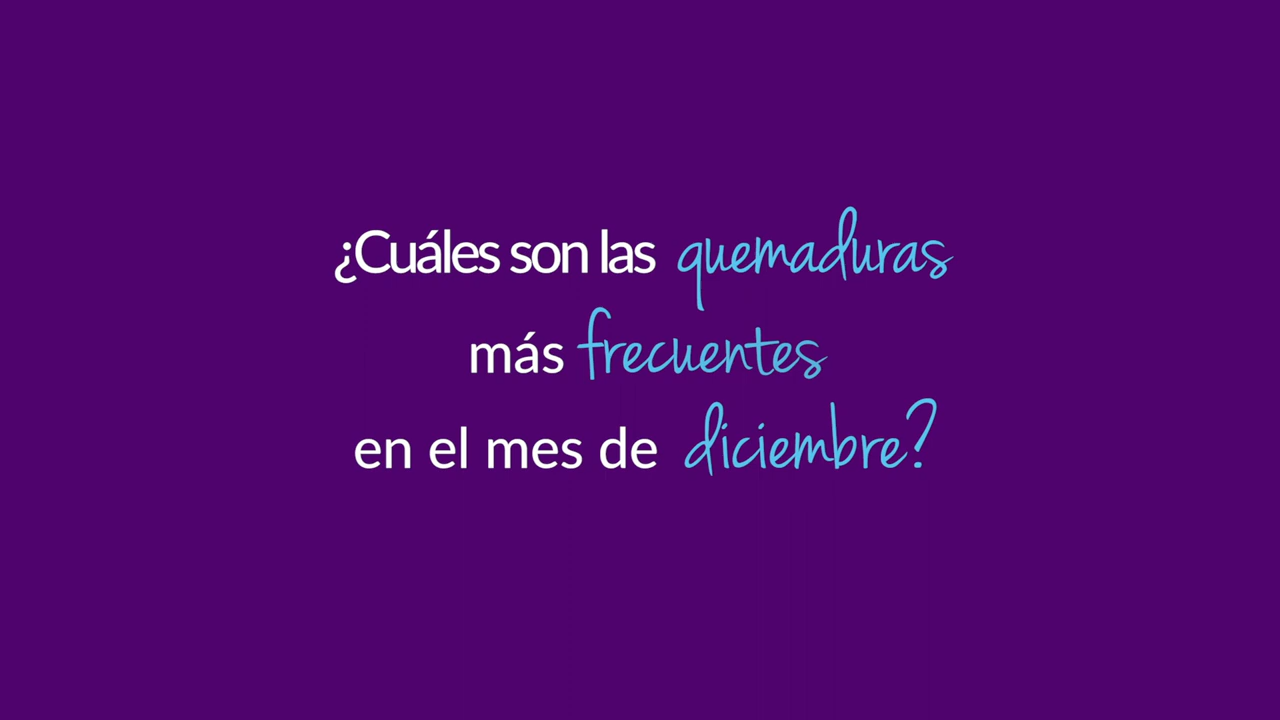 ¿Cuáles son las quemaduras
más frecuentes
en el mes de diciembre?